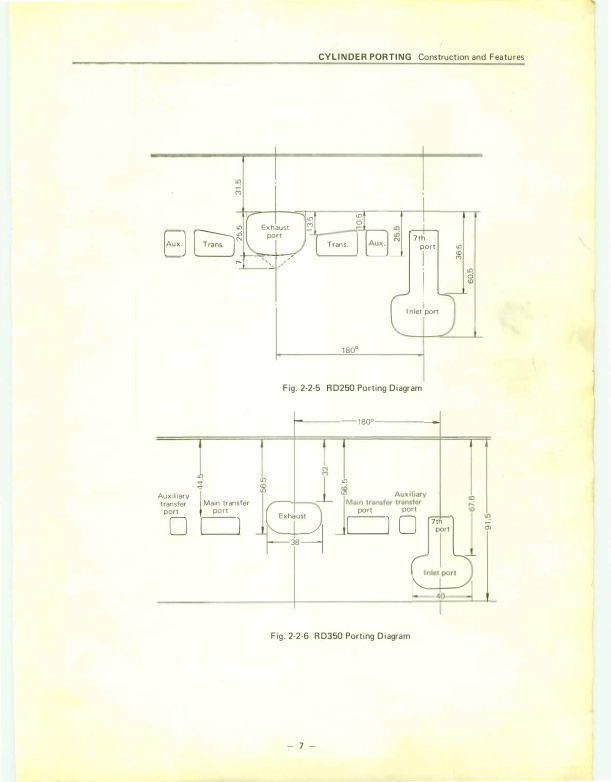 CYLINDER PORTING Construction and Features
31.5
25.5
7
Exhaust
port
13.5
10.5
25.5
36.5
60.5
Aux.
Trans.
Trans.
Aux.
7th
port
Inlet port
180°
Fig. 2-2-5 RD250 Porting Diagram
180°
44.5
56.5
32
56.5
67.6
91.5
Auxiliary
transfer
port
Main transfer
port
Exhaust
38
Main transfer
port
Auxiliary
transfer
port
7th
port
Inlet port
40
Fig. 2-2-6 RD350 Porting Diagram
– 7 –